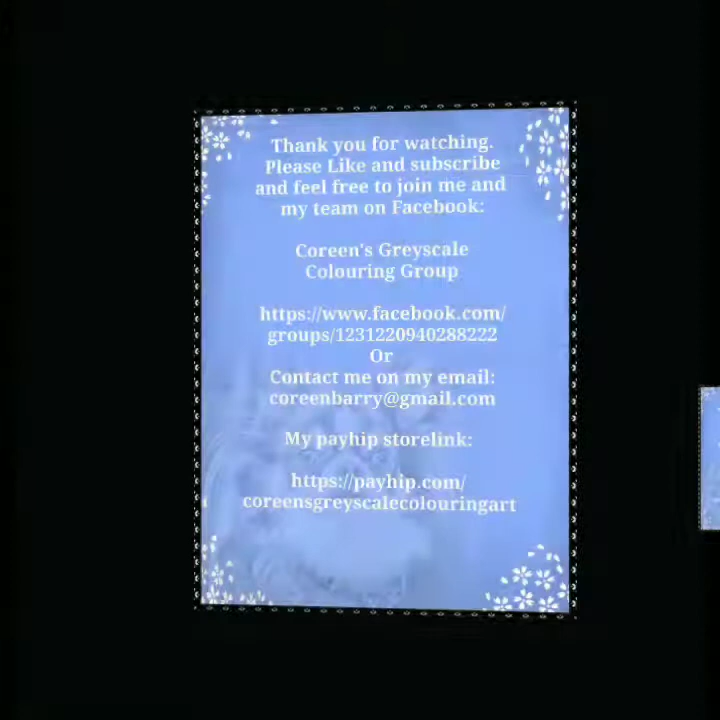 Thank you for watching.
Please Like and subscribe
and feel free to join me and
my team on Facebook:
Coreen's Greyscale
Colouring Group
https://www.facebook.com/
groups/1231220940288222
Or
Contact me on my email:
coreenbarry@gmail.com
My payhip storelink:
https://payhip.com/
coreensgreyscalecolouringart